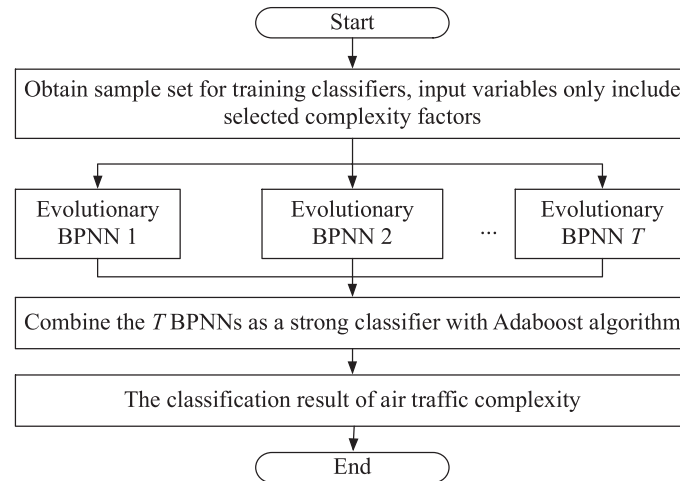 Start
Obtain sample set for training classifiers, input variables only include
selected complexity factors
Evolutionary
BPNN 1
Evolutionary
BPNN 2
...
Evolutionary
BPNN T
Combine the T BPNNs as a strong classifier with Adaboost algorithm
The classification result of air traffic complexity
End